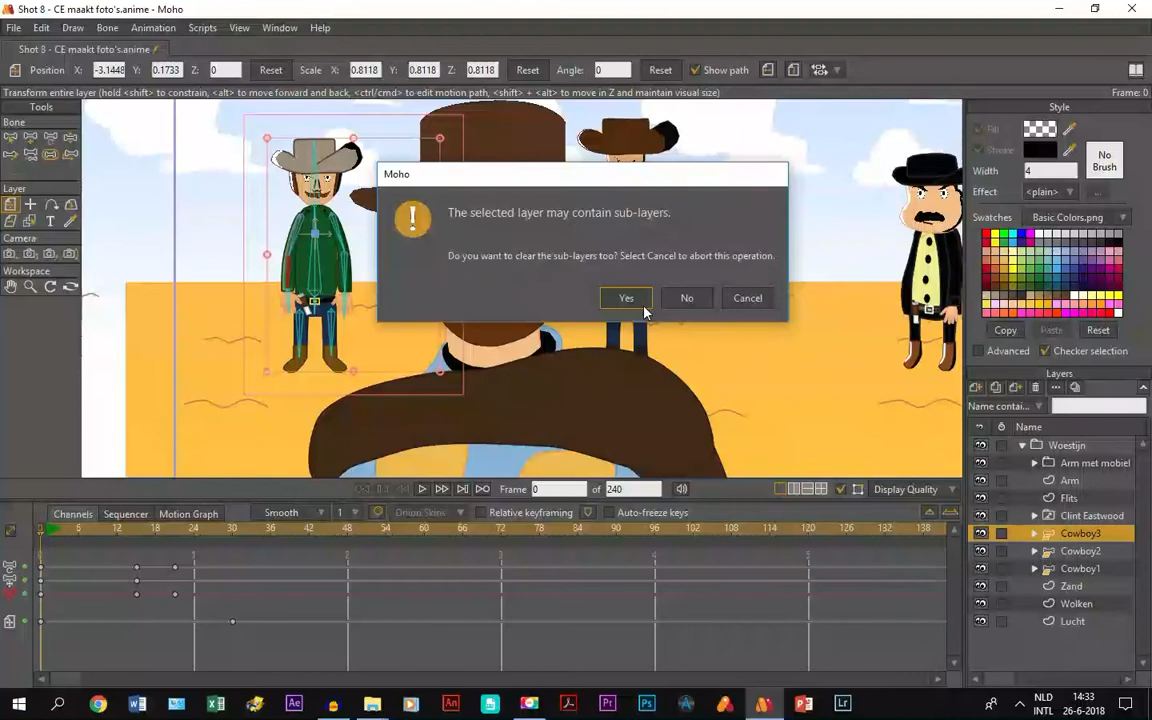 Shot 8 - CE maakt foto's.anime - Moho
File Edit Draw Bone Animation Scripts View Window Help
Shot 8 - CE maakt foto's.anime
Position X: -3.1448 Y: 0.1733 Z: 0 Reset Scale X: 0.8118 Y: 0.8118 Z: 0.8118 Reset Angle: 0 Reset Show path
Transform entire layer (hold <shift> to constrain, <alt> to move forward and back, <ctrl/cmd> to edit motion path, <shift> + <alt> to move in Z and maintain visual size) Frame: 0
Tools
Bone
Layer
Camera
Workspace
Moho
The selected layer may contain sub-layers.
Do you want to clear the sub-layers too? Select Cancel to abort this operation.
Yes No Cancel
Style
Fill
Stroke
No Brush
Width 4
Effect <plain> ...
Swatches Basic Colors.png
Copy Paste Reset
Advanced Checker selection
Layers
Name contai...
Name
Woestijn
Arm met mobiel
Arm
Flits
Clint Eastwood
Cowboy3
Cowboy2
Cowboy1
Zand
Wolken
Lucht
Frame 0 of 240 Display Quality
Channels Sequencer Motion Graph Smooth 1 Onion Skins Relative keyframing Auto-freeze keys
0 6 12 18 24 30 36 42 48 54 60 66 72 78 84 90 96 102 108 114 120 126 132 138
1 2 3 4 5
NLD 14:33
INTL 26-6-2018